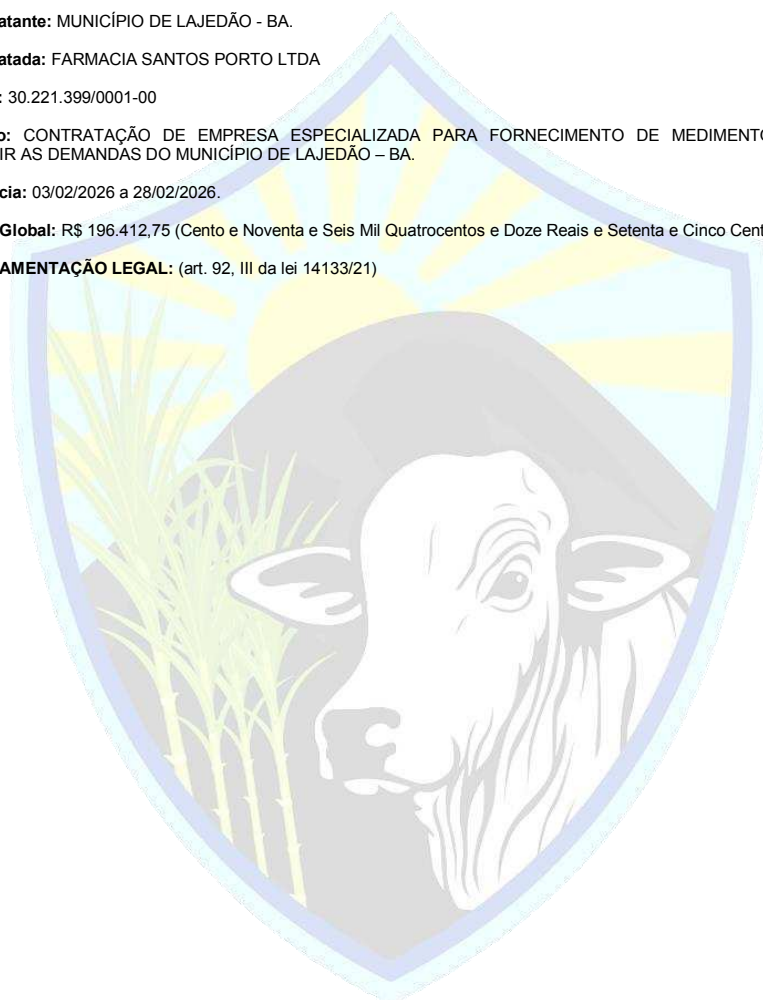 atante: MUNICÍPIO DE LAJEDÃO - BA.
atada: FARMACIA SANTOS PORTO LTDA
: 30.221.399/0001-00
o: CONTRATAÇÃO DE EMPRESA ESPECIALIZADA PARA FORNECIMENTO DE MEDIMENTO
IR AS DEMANDAS DO MUNICÍPIO DE LAJEDÃO – BA.
cia: 03/02/2026 a 28/02/2026.
Global: R$ 196.412,75 (Cento e Noventa e Seis Mil Quatrocentos e Doze Reais e Setenta e Cinco Cent
AMENTAÇÃO LEGAL: (art. 92, III da lei 14133/21)